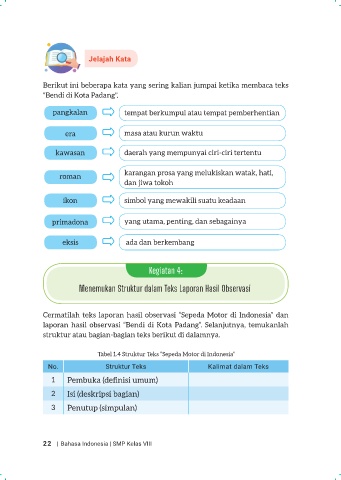 Jelajah Kata
Berikut ini beberapa kata yang sering kalian jumpai ketika membaca teks
"Bendi di Kota Padang".
pangkalan
tempat berkumpul atau tempat pemberhentian
era
masa atau kurun waktu
kawasan
daerah yang mempunyai ciri-ciri tertentu
roman
karangan prosa yang melukiskan watak, hati,
dan jiwa tokoh
ikon
simbol yang mewakili suatu keadaan
primadona
yang utama, penting, dan sebagainya
eksis
ada dan berkembang
Kegiatan 4:
Menemukan Struktur dalam Teks Laporan Hasil Observasi
Cermatilah teks laporan hasil observasi "Sepeda Motor di Indonesia" dan
laporan hasil observasi "Bendi di Kota Padang". Selanjutnya, temukanlah
struktur atau bagian-bagian teks berikut di dalamnya.
Tabel 1.4 Struktur Teks "Sepeda Motor di Indonesia"
No. Struktur Teks Kalimat dalam Teks
1 Pembuka (definisi umum)
2 Isi (deskripsi bagian)
3 Penutup (simpulan)
22 | Bahasa Indonesia | SMP Kelas VIII